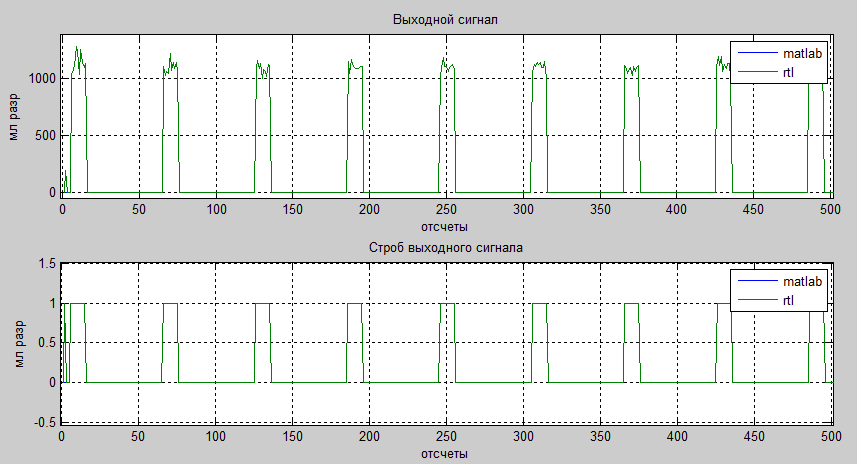 Выходной сигнал
matlab
rtl
1000
500
0
мл разр
0 50 100 150 200 250 300 350 400 450 500
отсчеты
Строб выходного сигнала
matlab
rtl
1.5
1
0.5
0
-0.5
мл разр
0 50 100 150 200 250 300 350 400 450 500
отсчеты